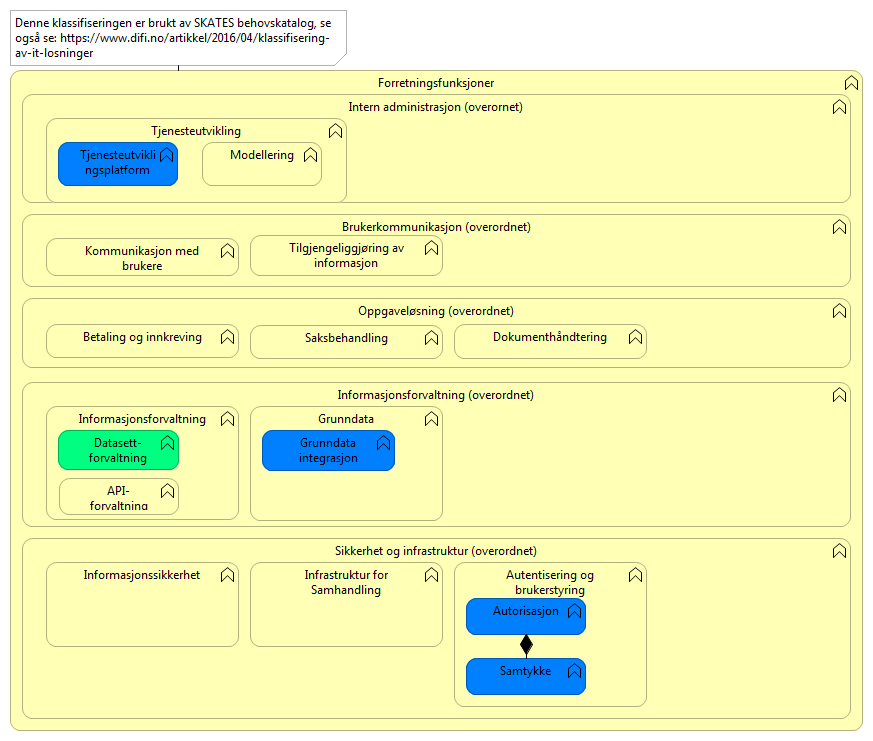 Denne klassifiseringen er brukt av SKATES behovskatalog, se
også se: https://www.difi.no/artikkel/2016/04/klassifisering-
av-it-losninger
Forretningsfunksjoner
Intern administrasjon (overornet)
Tjenesteutvikling
Tjenesteutvikli
ngsplatform
Modellering
Brukerkommunikasjon (overordnet)
Kommunikasjon med
brukere
Tilgjengeliggjøring av
informasjon
Oppgaveløsning (overordnet)
Betaling og innkreving
Saksbehandling
Dokumenthåndtering
Informasjonsforvaltning (overordnet)
Informasjonsforvaltning
Datasett-
forvaltning
API-
forvaltning
Grunndata
Grunndata
integrasjon
Sikkerhet og infrastruktur (overordnet)
Informasjonssikkerhet
Infrastruktur for
Samhandling
Autentisering og
brukerstyring
Autorisasjon
Samtykke